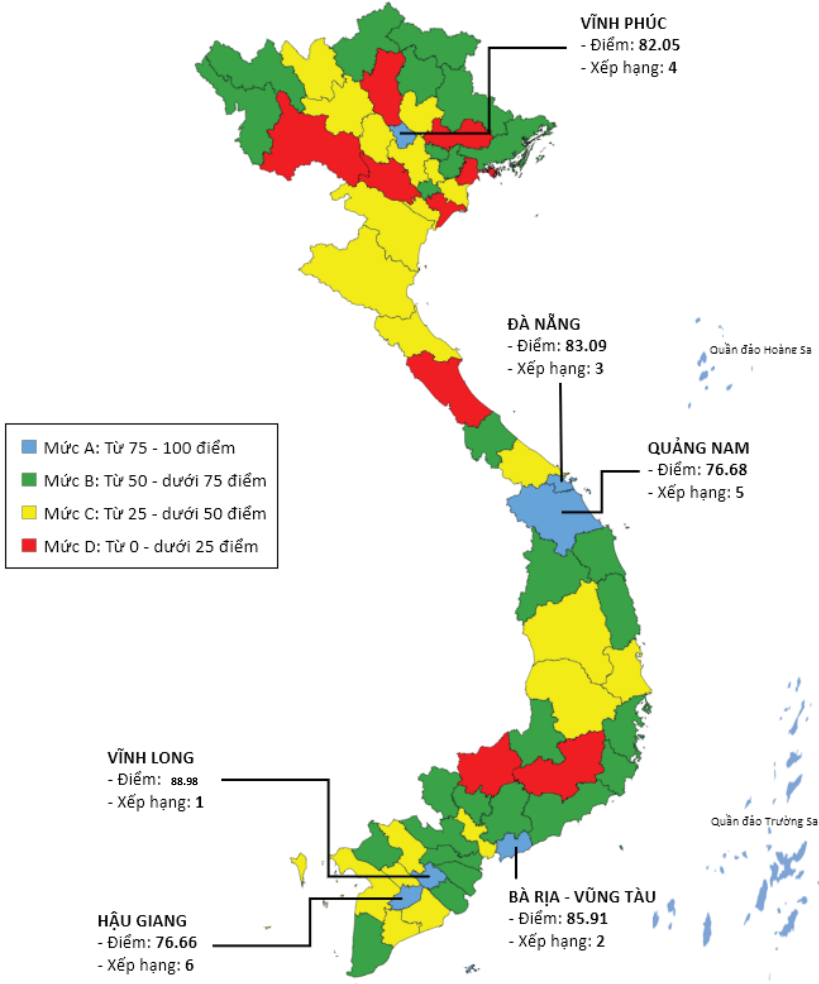 VĨNH PHÚC
- Điểm: 82.05
- Xếp hạng: 4
ĐÀ NẴNG
- Điểm: 83.09
- Xếp hạng: 3
Quần đảo Hoàng Sa
QUẢNG NAM
- Điểm: 76.68
- Xếp hạng: 5
Mức A: Từ 75 - 100 điểm
Mức B: Từ 50 - dưới 75 điểm
Mức C: Từ 25 - dưới 50 điểm
Mức D: Từ 0 - dưới 25 điểm
VĨNH LONG
- Điểm: 88.98
- Xếp hạng: 1
Quần đảo Trường Sa
BÀ RỊA - VŨNG TÀU
- Điểm: 85.91
- Xếp hạng: 2
HẬU GIANG
- Điểm: 76.66
- Xếp hạng: 6